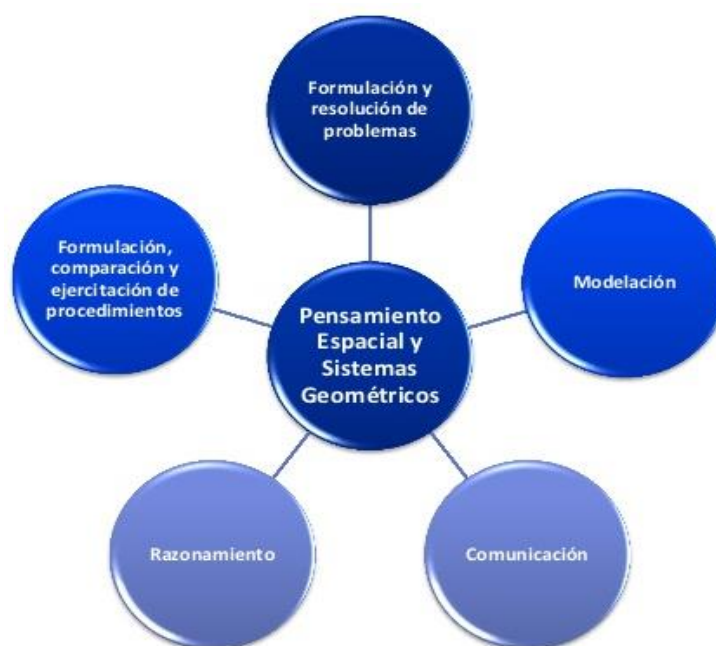 Formulación y
resolución de
problemas
Formulación,
comparación y
ejercitación de
procedimientos
Modelación
Pensamiento
Espacial y
Sistemas
Geométricos
Razonamiento
Comunicación